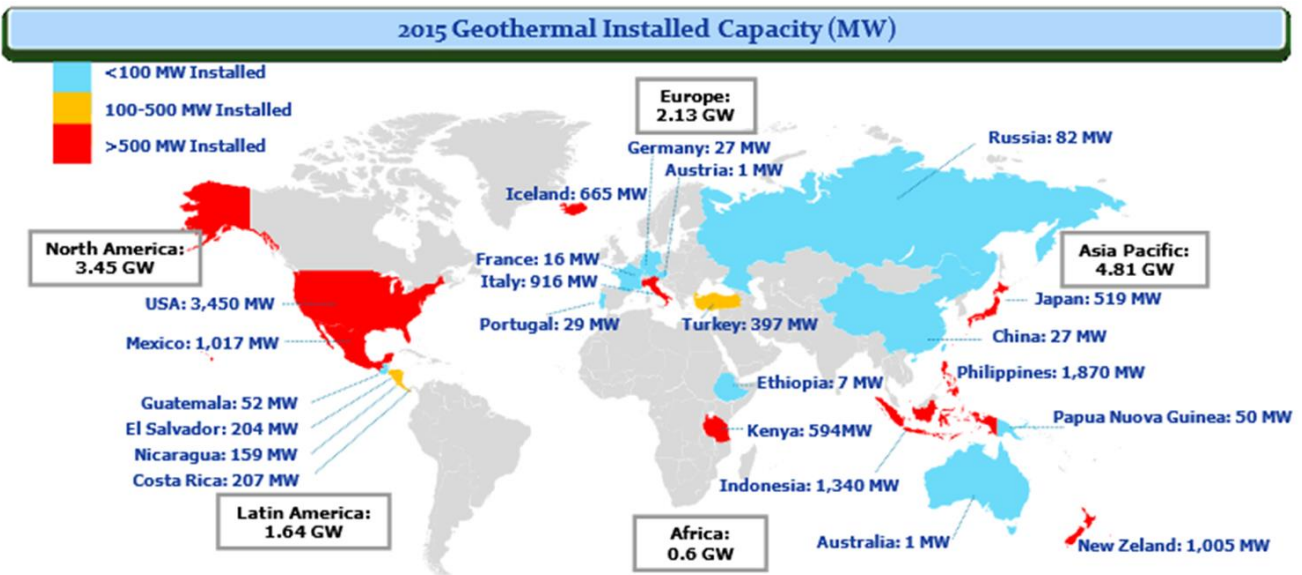 2015 Geothermal Installed Capacity (MW)
<100 MW Installed
100-500 MW Installed
>500 MW Installed
Europe:
2.13 GW
Germany: 27 MW
Austria: 1 MW
Russia: 82 MW
Iceland: 665 MW
North America:
3.45 GW
Asia Pacific:
4.81 GW
France: 16 MW
Italy: 916 MW
USA: 3,450 MW
Portugal: 29 MW
Turkey: 397 MW
Japan: 519 MW
Mexico: 1,017 MW
China: 27 MW
Philippines: 1,870 MW
Ethiopia: 7 MW
Guatemala: 52 MW
El Salvador: 204 MW
Nicaragua: 159 MW
Costa Rica: 207 MW
Kenya: 594MW
Papua Nuova Guinea: 50 MW
Indonesia: 1,340 MW
Latin America:
1.64 GW
Africa:
0.6 GW
Australia: 1 MW
New Zeland: 1,005 MW